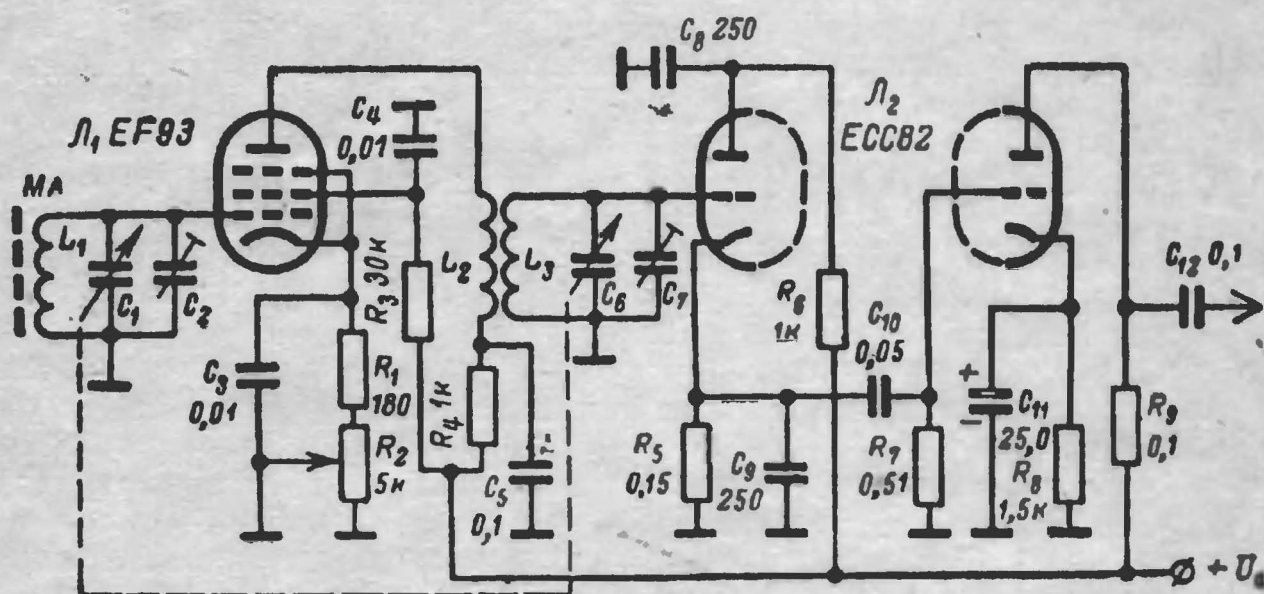 C₈ 250
Л₁ EF93
C₄
0,01
Л₂
ECC82
МА
L₁
C₁
C₂
R₃ 30к
L₂
L₃
C₆
C₇
R₆
1к
C₁₀
0,05
C₁₂ 0,1
C₃
0,01
R₁
180
R₂
5к
R₄ 1к
C₅
0,1
R₅
0,15
C₉
250
R₇
0,51
+
−
C₁₁
25,0
R₈
1,5к
R₉
0,1
+ U